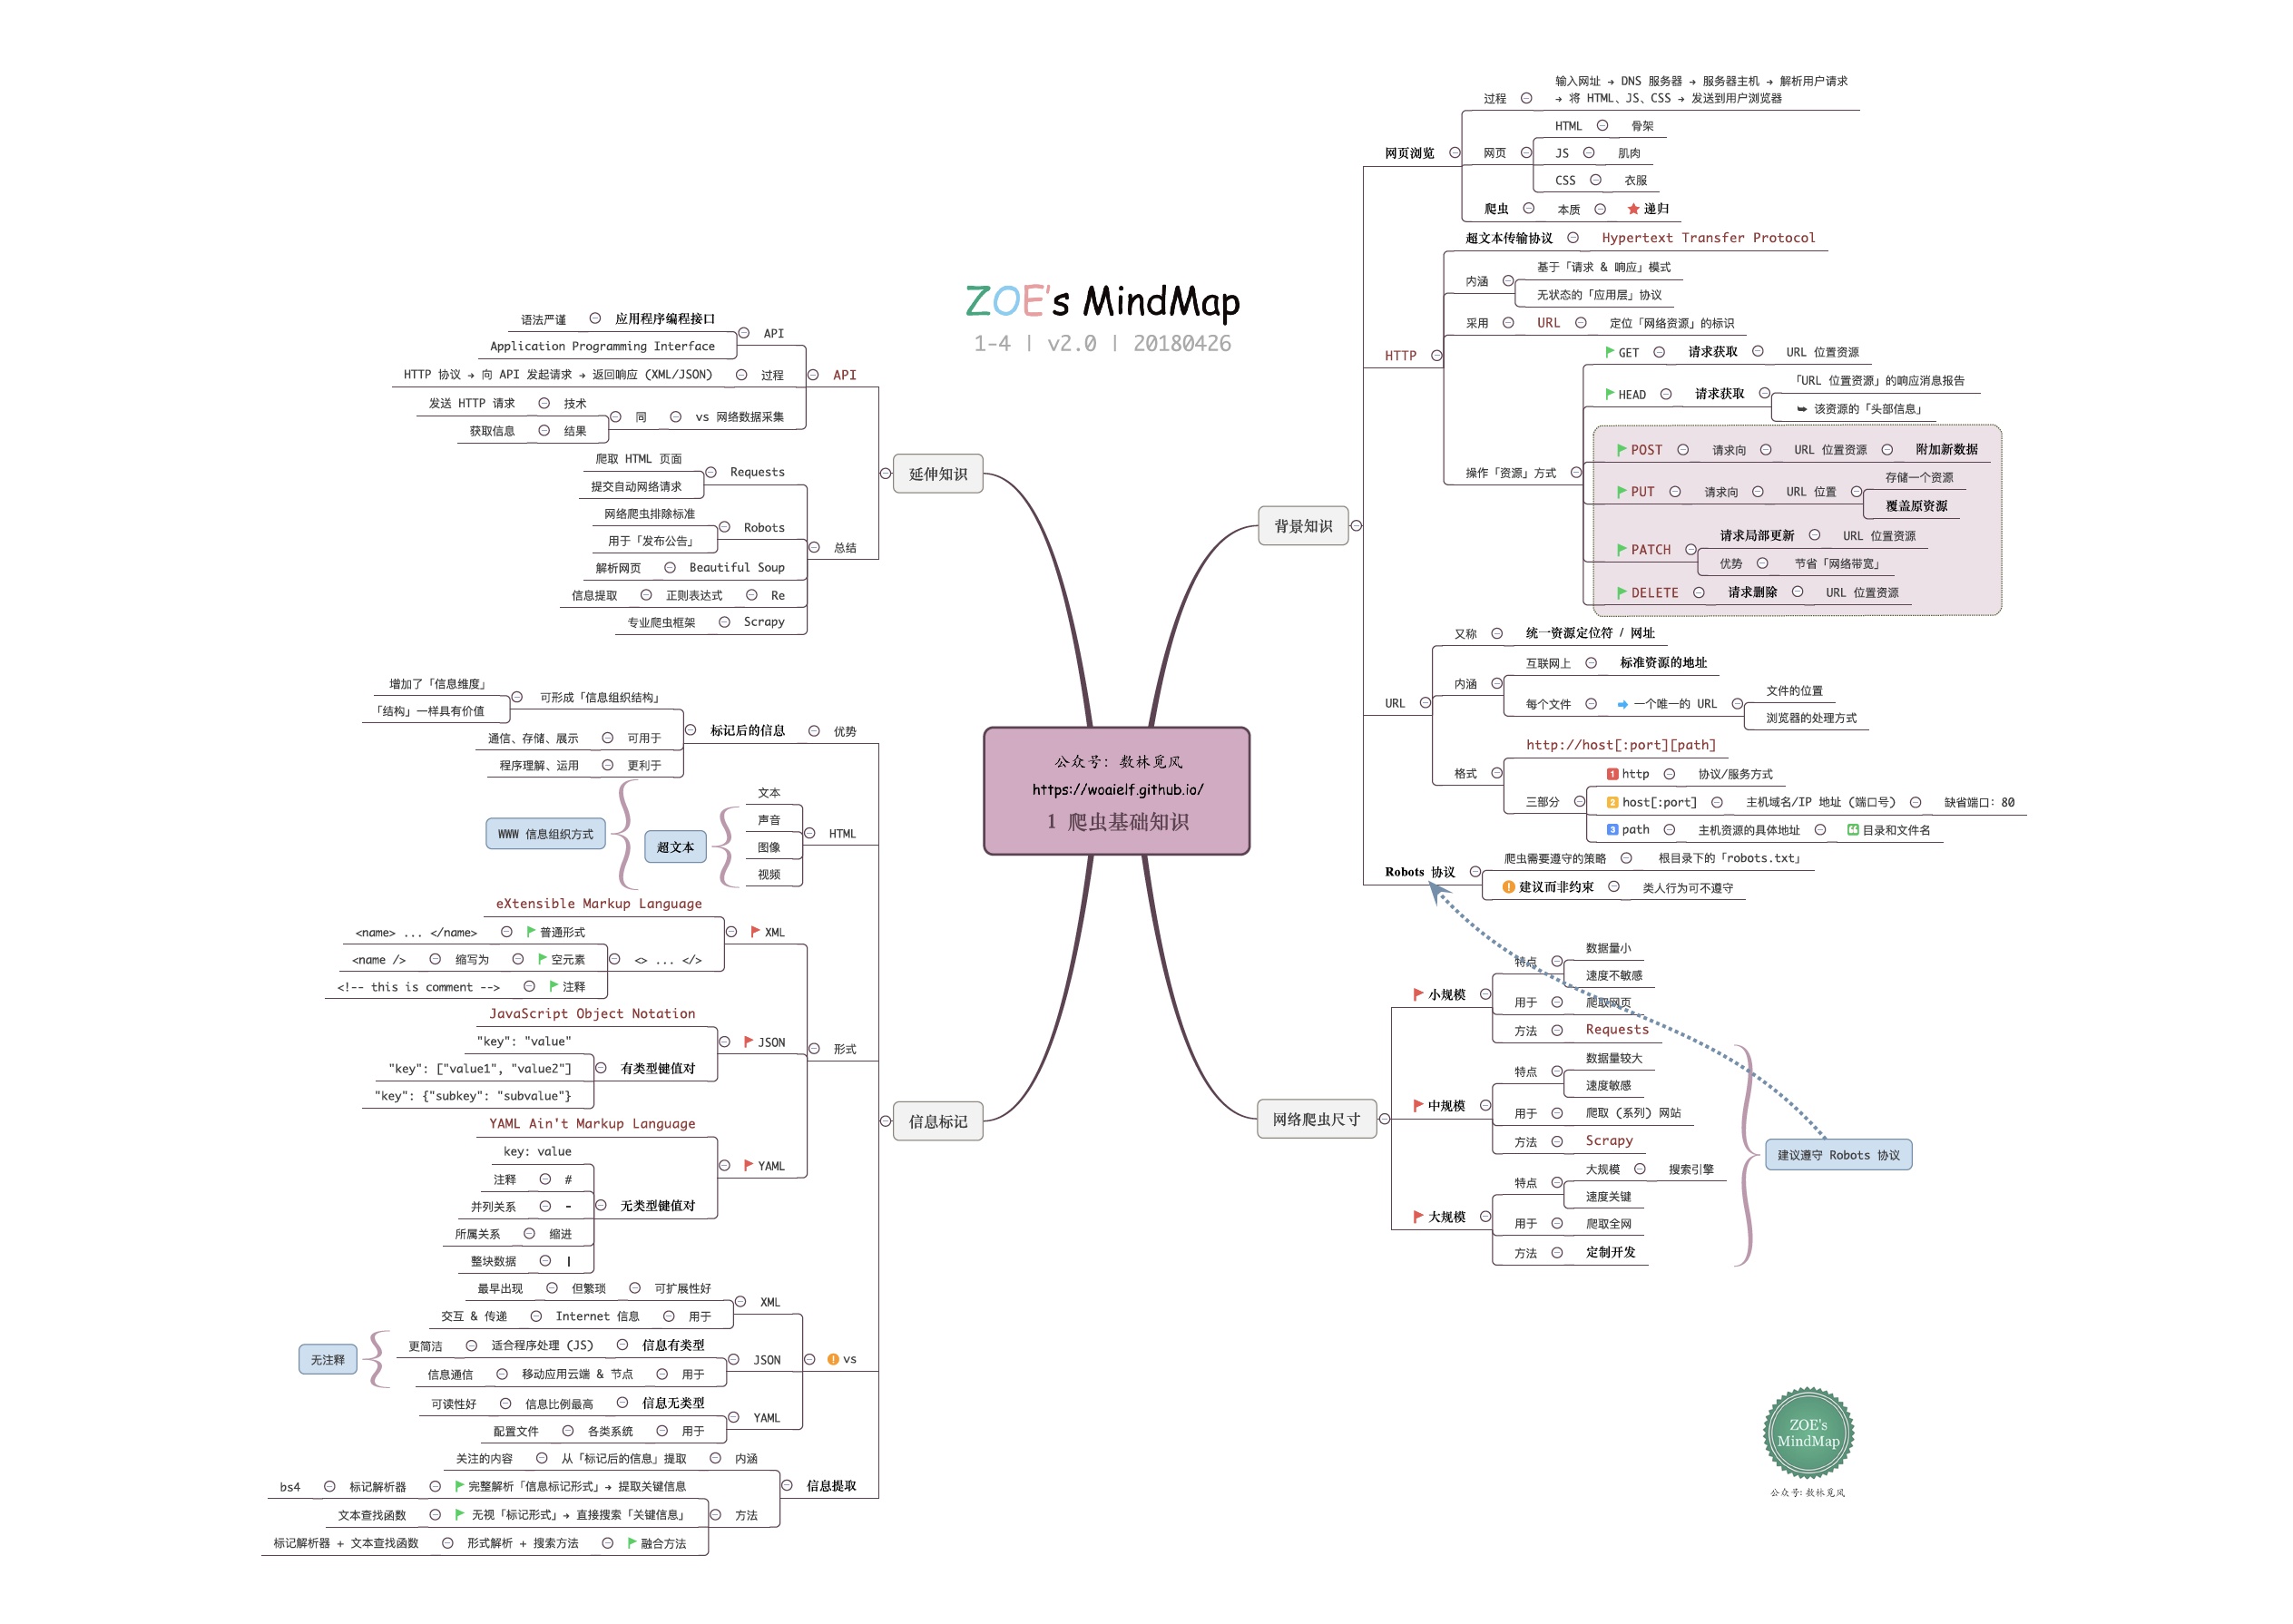 ZOE's MindMap
1-4 | v2.0 | 20180426
公众号: 数林觅风
https://woaielf.github.io/
1 爬虫基础知识
背景知识
网页浏览
过程
输入网址 → DNS 服务器 → 服务器主机 → 解析用户请求
→ 将 HTML、JS、CSS → 发送到用户浏览器
网页
HTML 骨架
JS 肌肉
CSS 衣服
爬虫 本质 递归
HTTP
超文本传输协议 Hypertext Transfer Protocol
内涵
基于「请求 & 响应」模式
无状态的「应用层」协议
采用 URL 定位「网络资源」的标识
操作「资源」方式
GET 请求获取 URL 位置资源
HEAD 请求获取
「URL 位置资源」的响应消息报告
➥ 该资源的「头部信息」
POST 请求向 URL 位置资源 附加新数据
PUT 请求向 URL 位置
存储一个资源
覆盖原资源
PATCH
请求局部更新 URL 位置资源
优势 节省「网络带宽」
DELETE 请求删除 URL 位置资源
URL
又称 统一资源定位符 / 网址
内涵
互联网上 标准资源的地址
每个文件 一个唯一的 URL
文件的位置
浏览器的处理方式
格式
http://host[:port][path]
三部分
1 http 协议/服务方式
2 host[:port] 主机域名/IP 地址 (端口号) 缺省端口: 80
3 path 主机资源的具体地址 目录和文件名
Robots 协议
爬虫需要遵守的策略 根目录下的「robots.txt」
建议而非约束 类人行为可不遵守
网络爬虫尺寸
小规模
特点
数据量小
速度不敏感
用于 爬取网页
方法 Requests
中规模
特点
数据量较大
速度敏感
用于 爬取 (系列) 网站
方法 Scrapy
大规模
特点
大规模 搜索引擎
速度关键
用于 爬取全网
方法 定制开发
建议遵守 Robots 协议
延伸知识
API
API
语法严谨 应用程序编程接口
Application Programming Interface
HTTP 协议 → 向 API 发起请求 → 返回响应 (XML/JSON) 过程
vs 网络数据采集
同
发送 HTTP 请求 技术
获取信息 结果
总结
Requests
爬取 HTML 页面
提交自动网络请求
Robots
网络爬虫排除标准
用于「发布公告」
解析网页 Beautiful Soup
信息提取 正则表达式 Re
专业爬虫框架 Scrapy
信息标记
优势
标记后的信息
可形成「信息组织结构」
增加了「信息维度」
「结构」一样具有价值
通信、存储、展示 可用于
程序理解、运用 更利于
HTML
文本
声音
图像
视频
超文本
WWW 信息组织方式
形式
XML
eXtensible Markup Language
<> ... </>
<name> ... </name> 普通形式
<name /> 缩写为 空元素
<!-- this is comment --> 注释
JSON
JavaScript Object Notation
有类型键值对
"key": "value"
"key": ["value1", "value2"]
"key": {"subkey": "subvalue"}
YAML
YAML Ain't Markup Language
无类型键值对
key: value
注释 #
并列关系 -
所属关系 缩进
整块数据 |
vs
XML
最早出现 但繁琐 可扩展性好
交互 & 传递 Internet 信息 用于
JSON
更简洁 适合程序处理 (JS) 信息有类型
信息通信 移动应用云端 & 节点 用于
无注释
YAML
可读性好 信息比例最高 信息无类型
配置文件 各类系统 用于
信息提取
关注的内容 从「标记后的信息」提取 内涵
方法
bs4 标记解析器 完整解析「信息标记形式」→ 提取关键信息
文本查找函数 无视「标记形式」→ 直接搜索「关键信息」
标记解析器 + 文本查找函数 形式解析 + 搜索方法 融合方法
ZOE's
MindMap
公众号: 数林觅风